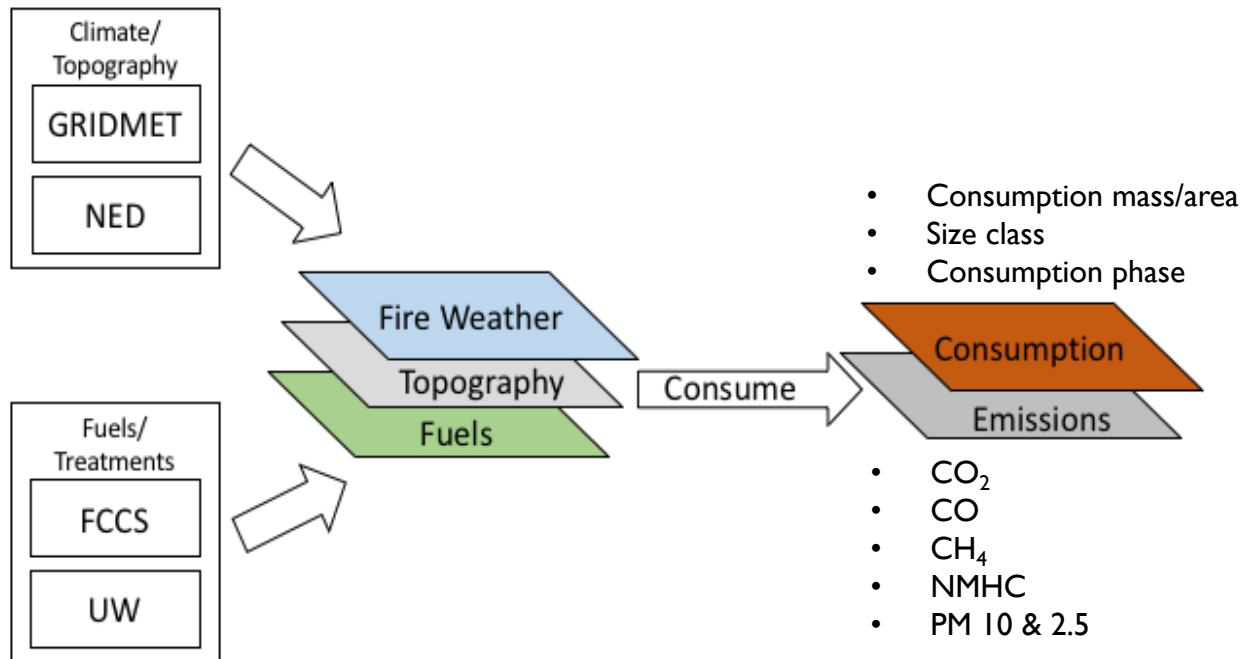 Climate/
Topography
GRIDMET
NED
Fuels/
Treatments
FCCS
UW
Fire Weather
Topography
Fuels
Consume
• Consumption mass/area
• Size class
• Consumption phase
Consumption
Emissions
• CO₂
• CO
• CH₄
• NMHC
• PM 10 & 2.5